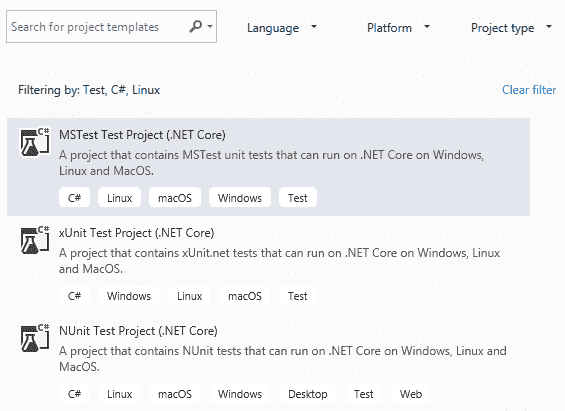 Search for project templates
Language
Platform
Project type
Filtering by: Test, C#, Linux
Clear filter
C#
MSTest Test Project (.NET Core)
A project that contains MSTest unit tests that can run on .NET Core on Windows,
Linux and MacOS.
C# Linux macOS Windows Test
C#
xUnit Test Project (.NET Core)
A project that contains xUnit.net tests that can run on .NET Core on Windows, Linux
and MacOS.
C# Windows Linux macOS Test
C#
NUnit Test Project (.NET Core)
A project that contains NUnit tests that can run on .NET Core on Windows, Linux and
MacOS.
C# Linux macOS Windows Desktop Test Web